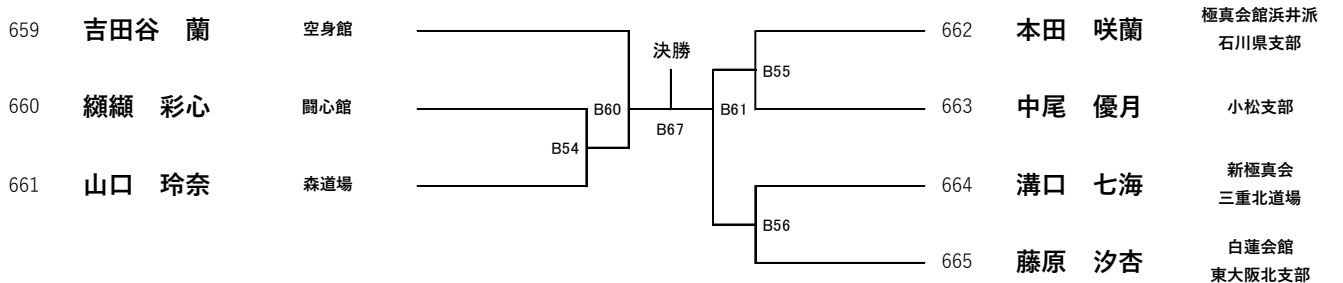 659 吉田谷 蘭 空身館
660 纐纈 彩心 闘心館
661 山口 玲奈 森道場
B54
B60
決勝
B67
B61
B55
B56
662 本田 咲蘭 極真会館浜井派
石川県支部
663 中尾 優月 小松支部
664 溝口 七海 新極真会
三重北道場
665 藤原 汐杏 白蓮会館
東大阪北支部